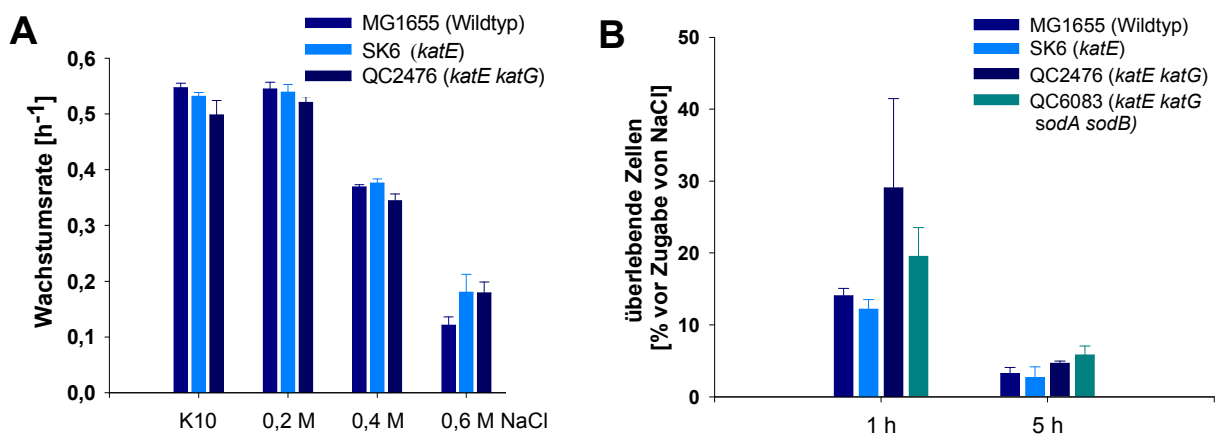 A
MG1655 (Wildtyp)
SK6 (katE)
QC2476 (katE katG)
Wachstumsrate [h-1]
0,6
0,5
0,4
0,3
0,2
0,1
0,0
K10 0,2 M 0,4 M 0,6 M NaCl
B
MG1655 (Wildtyp)
SK6 (katE)
QC2476 (katE katG)
QC6083 (katE katG
sodA sodB)
überlebende Zellen
[% vor Zugabe von NaCl]
50
40
30
20
10
0
1 h 5 h